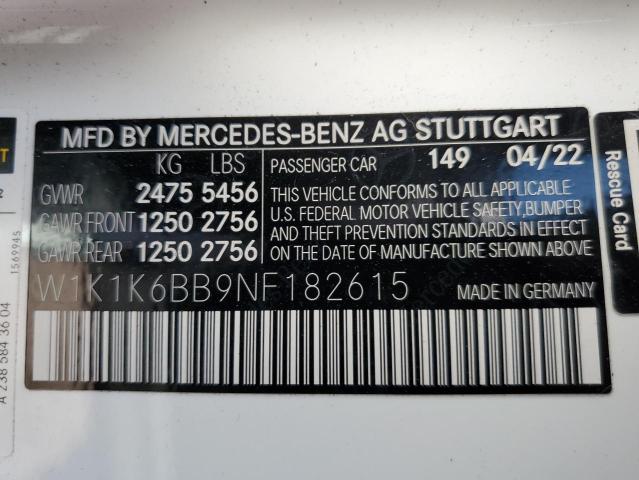 MFD BY MERCEDES-BENZ AG STUTTGART
KG LBS
GVWR 2475 5456
GAWR FRONT 1250 2756
GAWR REAR 1250 2756
PASSENGER CAR 149 04/22
THIS VEHICLE CONFORMS TO ALL APPLICABLE
U.S. FEDERAL MOTOR VEHICLE SAFETY, BUMPER
AND THEFT PREVENTION STANDARDS IN EFFECT
ON THE DATE OF MANUFACTURE SHOWN ABOVE.
W1K1K6BB9NF182615
MADE IN GERMANY
Rescue Card
1569945
A 238 584 36 04